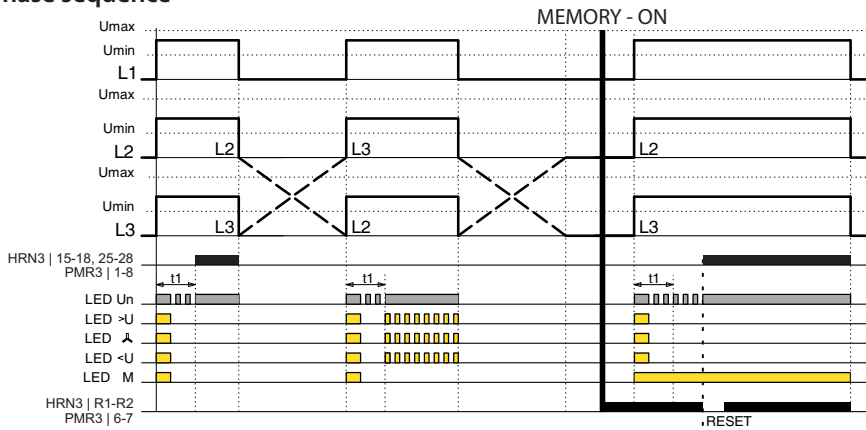 hase sequence
MEMORY - ON
Umax
Umin
L1
Umax
Umin
L2
L2
L3
L2
Umax
Umin
L3
L3
L2
L3
HRN3 | 15-18, 25-28
PMR3 | 1-8
t1
t1
t1
LED Un
LED >U
LED
LED <U
LED M
HRN3 | R1-R2
PMR3 | 6-7
RESET